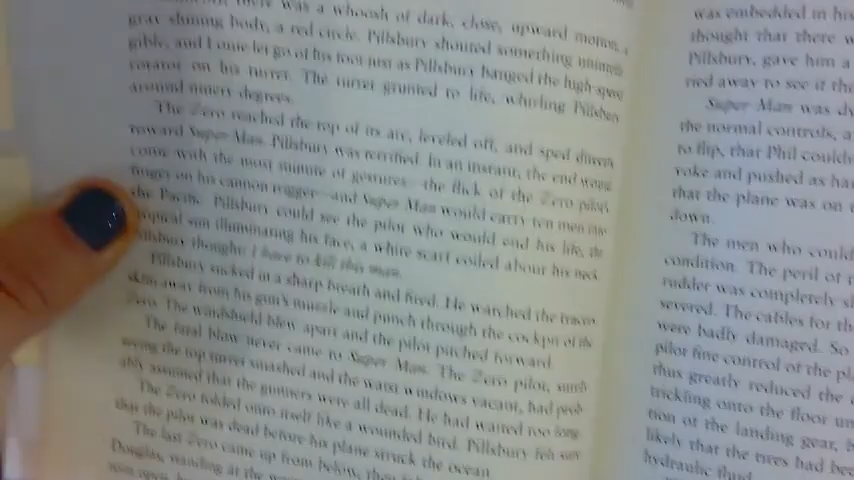 there was a whoosh of dark, close, upward motion, a
gray shining body, a red circle. Pillsbury shouted something unintelli-
gible, and Louie let go of his foot just as Pillsbury banged the high-speed
rotator on his turret. The turret grunted to life, whirling Pillsbury
around ninety degrees.
The Zero reached the top of its arc, leveled off, and sped directly
toward Super Man. Pillsbury was terrified. In an instant, the end would
come with the most minute of gestures—the flick of the Zero pilot's
finger on his cannon trigger—and Super Man would carry ten men into
the Pacific. Pillsbury could see the pilot who would end his life, the
tropical sun illuminating his face, a white scarf coiled about his neck.
Pillsbury thought: I have to kill this man.
Pillsbury sucked in a sharp breath and fired. He watched the tracers
skim away from his gun's muzzle and punch through the cockpit of the
Zero. The windshield blew apart and the pilot pitched forward.
The fatal blow never came to Super Man. The Zero pilot, surely
seeing the top turret smashed and the waist windows vacant, had prob-
ably assumed that the gunners were all dead. He had waited too long.
The Zero folded onto itself like a wounded bird. Pillsbury felt sure
that the pilot was dead before his plane struck the ocean.
The last Zero came up from below, then
Douglas, standing at the
was embedded in his
thought that there w
Pillsbury, gave him a
ried away to see if the
Super Man was dy
the normal controls, a
to flip, that Phil could
yoke and pushed as har
that the plane was on
down.
The men who could
condition. The peril of
rudder was completely
severed. The cables for th
were badly damaged. So
pilot fine control of the pl
thus greatly reduced the
trickling onto the floor un
tion of the landing gear,
likely that the tires had bee
hydraulic fluid